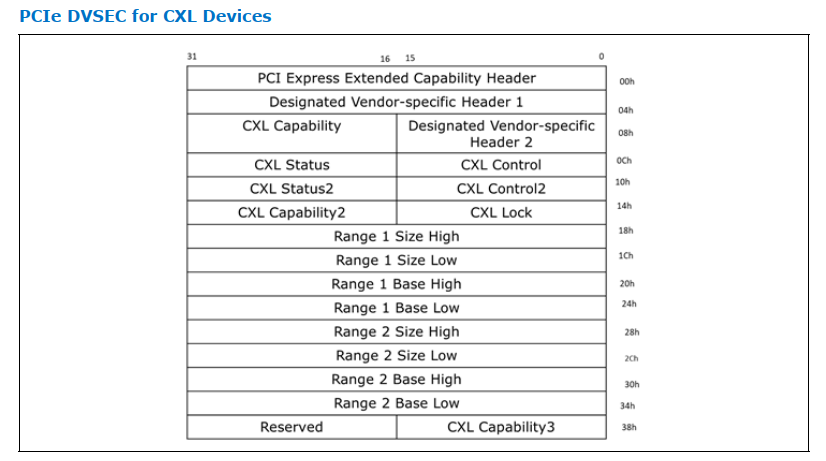 PCIe DVSEC for CXL Devices
31 16 15 0
PCI Express Extended Capability Header 00h
Designated Vendor-specific Header 1 04h
CXL Capability Designated Vendor-specific 08h
Header 2
CXL Status CXL Control 0Ch
CXL Status2 CXL Control2 10h
CXL Capability2 CXL Lock 14h
Range 1 Size High 18h
Range 1 Size Low 1Ch
Range 1 Base High 20h
Range 1 Base Low 24h
Range 2 Size High 28h
Range 2 Size Low 2Ch
Range 2 Base High 30h
Range 2 Base Low 34h
Reserved CXL Capability3 38h